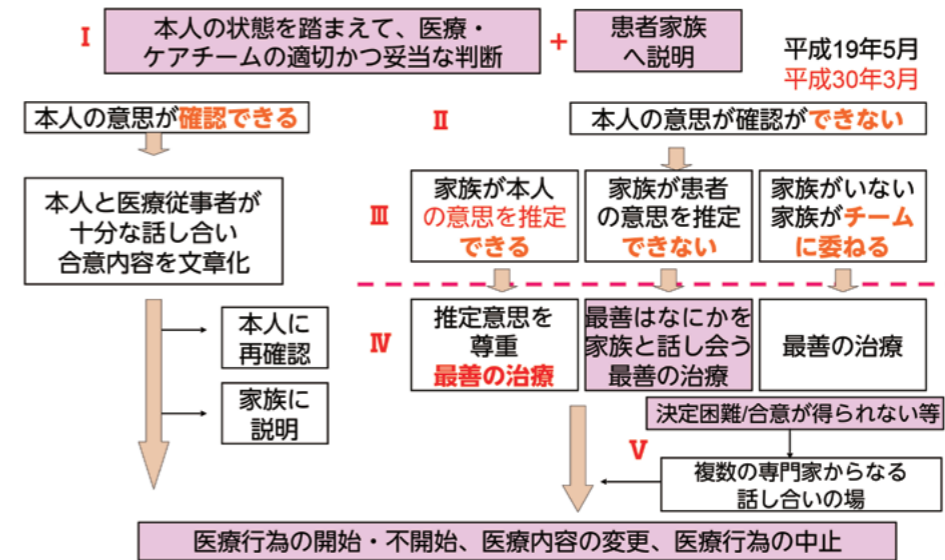 I
本人の状態を踏まえて、医療・
ケアチームの適切かつ妥当な判断
+
患者家族
へ説明
平成19年5月
平成30年3月
本人の意思が確認できる
II
本人の意思が確認ができない
本人と医療従事者が
十分な話し合い
合意内容を文章化
III
家族が本人
の意思を推定
できる
家族が患者
の意思を推定
できない
家族がいない
家族がチーム
に委ねる
本人に
再確認
家族に
説明
IV
推定意思を
尊重
最善の治療
最善はなにかを
家族と話し会う
最善の治療
最善の治療
決定困難/合意が得られない等
V
複数の専門家からなる
話し合いの場
医療行為の開始・不開始、医療内容の変更、医療行為の中止